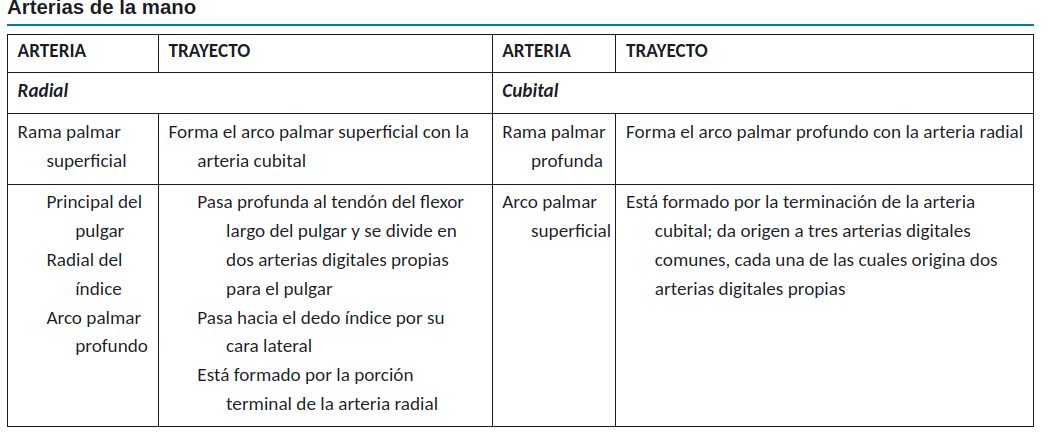 Arterias de la mano
ARTERIA TRAYECTO ARTERIA TRAYECTO
Radial Cubital
Rama palmar
superficial
Forma el arco palmar superficial con la
arteria cubital
Rama palmar
profunda
Forma el arco palmar profundo con la arteria radial
Principal del
pulgar
Radial del
índice
Arco palmar
profundo
Pasa profunda al tendón del flexor
largo del pulgar y se divide en
dos arterias digitales propias
para el pulgar
Pasa hacia el dedo índice por su
cara lateral
Está formado por la porción
terminal de la arteria radial
Arco palmar
superficial
Está formado por la terminación de la arteria
cubital; da origen a tres arterias digitales
comunes, cada una de las cuales origina dos
arterias digitales propias